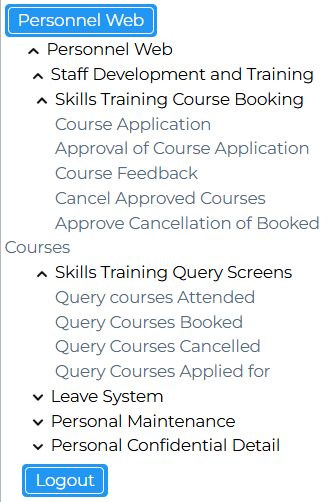 Personnel Web
Personnel Web
Staff Development and Training
Skills Training Course Booking
Course Application
Approval of Course Application
Course Feedback
Cancel Approved Courses
Approve Cancellation of Booked
Courses
Skills Training Query Screens
Query courses Attended
Query Courses Booked
Query Courses Cancelled
Query Courses Applied for
Leave System
Personal Maintenance
Personal Confidential Detail
Logout